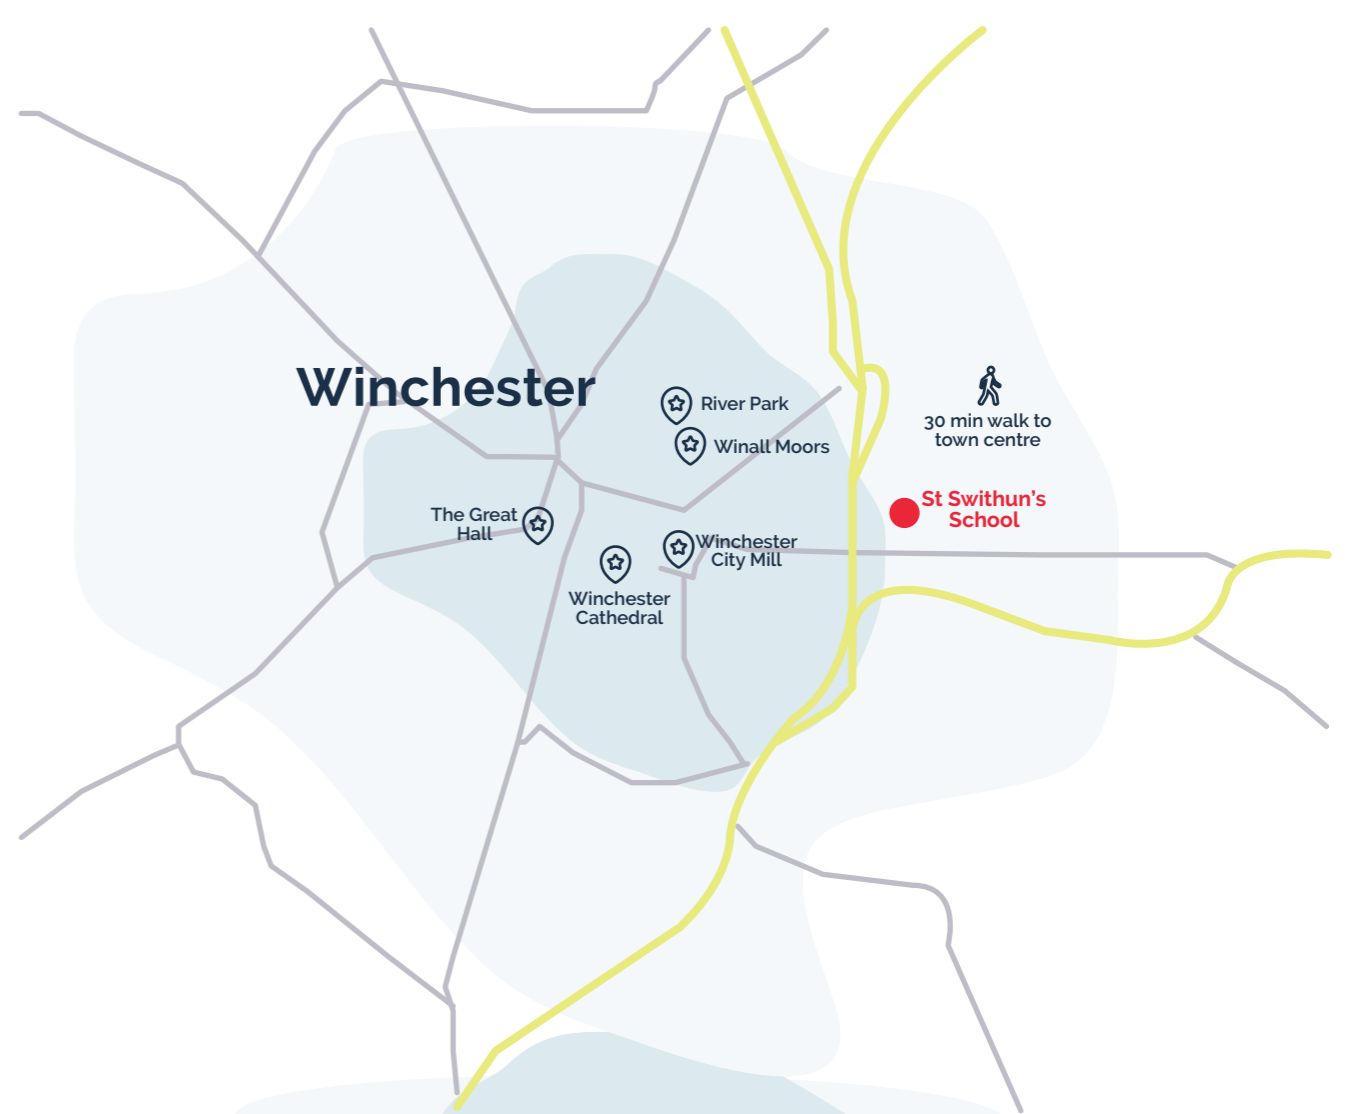 Winchester
River Park
Winall Moors
30 min walk to
town centre
St Swithun's
School
The Great
Hall
Winchester
City Mill
Winchester
Cathedral